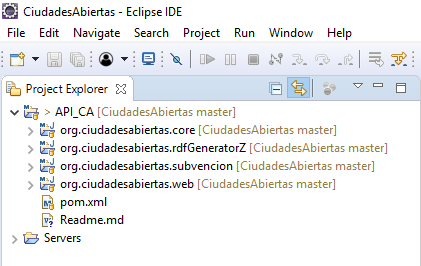 CiudadesAbiertas - Eclipse IDE
File Edit Navigate Search Project Run Window Help
Project Explorer
> API_CA [CiudadesAbiertas master]
org.ciudadesabiertas.core [CiudadesAbiertas master]
org.ciudadesabiertas.rdfGeneratorZ [CiudadesAbiertas master]
org.ciudadesabiertas.subvencion [CiudadesAbiertas master]
org.ciudadesabiertas.web [CiudadesAbiertas master]
pom.xml
Readme.md
Servers